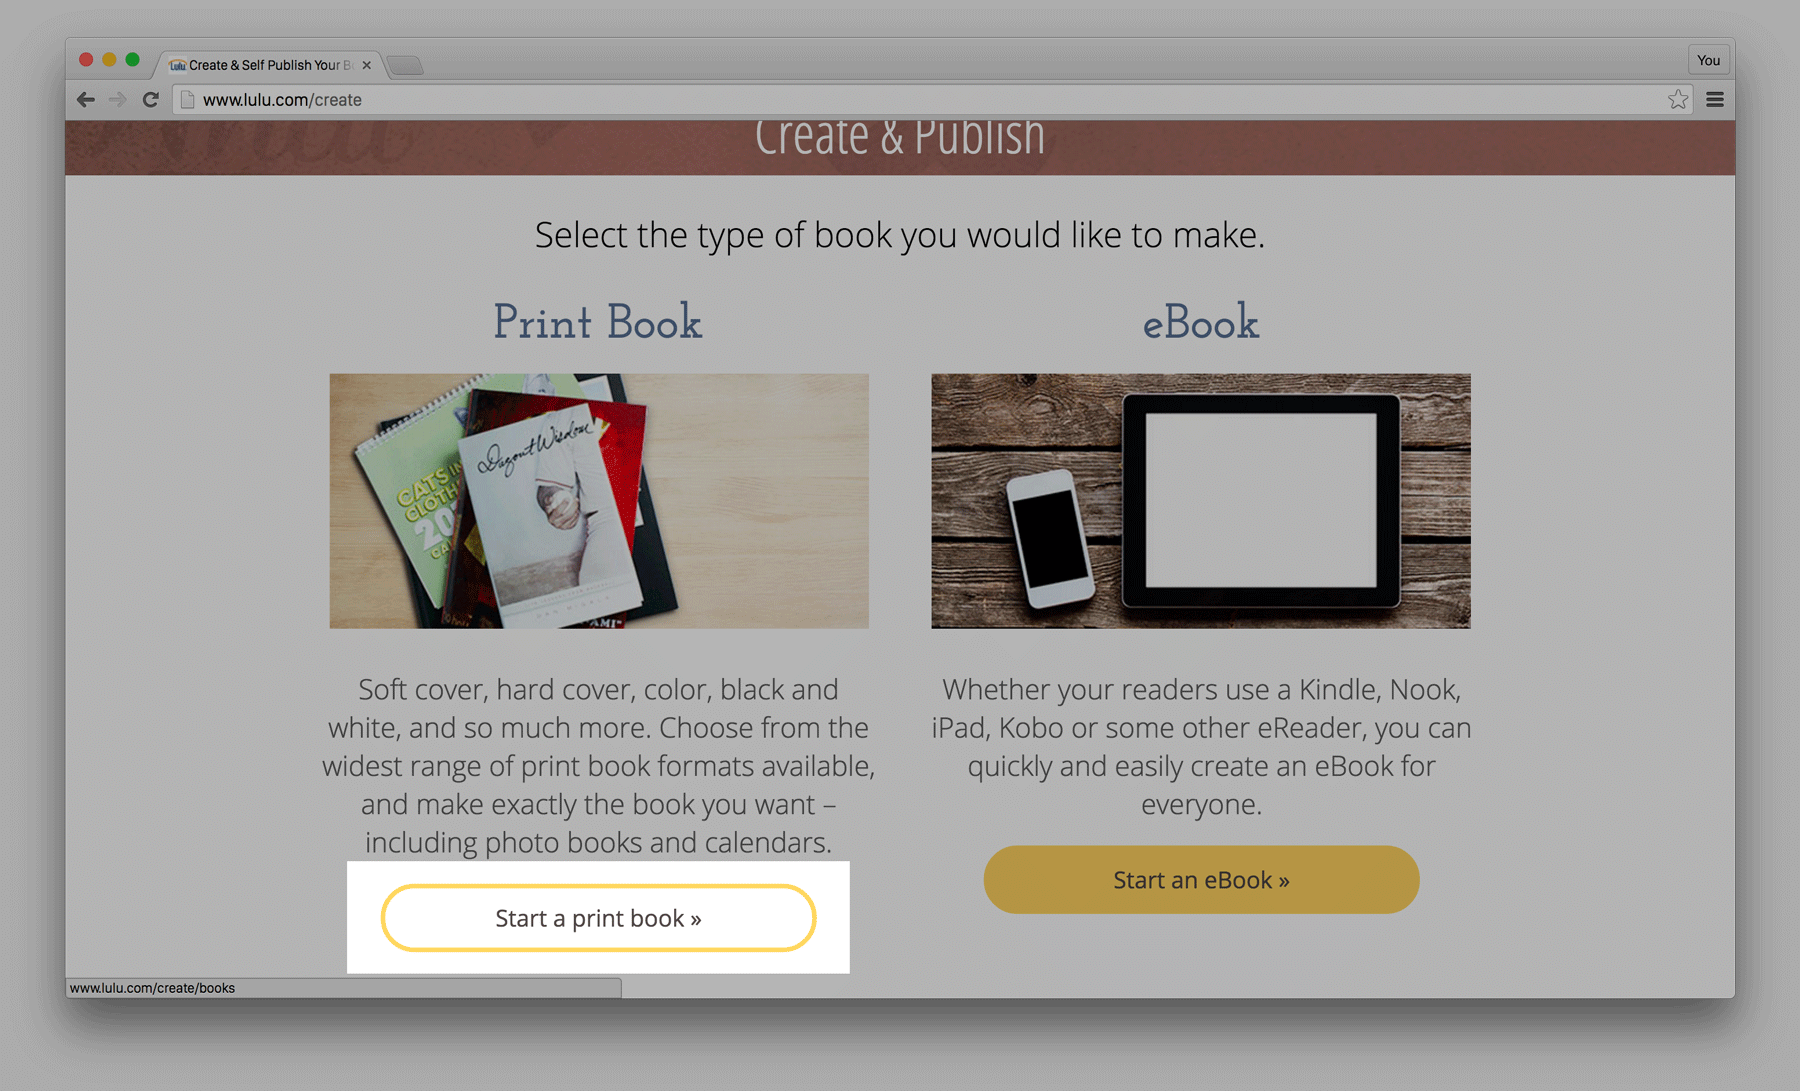 lulu Create & Self Publish Your B
You
www.lulu.com/create
Create & Publish
Select the type of book you would like to make.
Print Book
eBook
CATS IN
CLOTH
20
CA
Dugout Wisdom
Soft cover, hard cover, color, black and
white, and so much more. Choose from the
widest range of print book formats available,
and make exactly the book you want –
including photo books and calendars.
Start a print book »
Whether your readers use a Kindle, Nook,
iPad, Kobo or some other eReader, you can
quickly and easily create an eBook for
everyone.
Start an eBook »
www.lulu.com/create/books